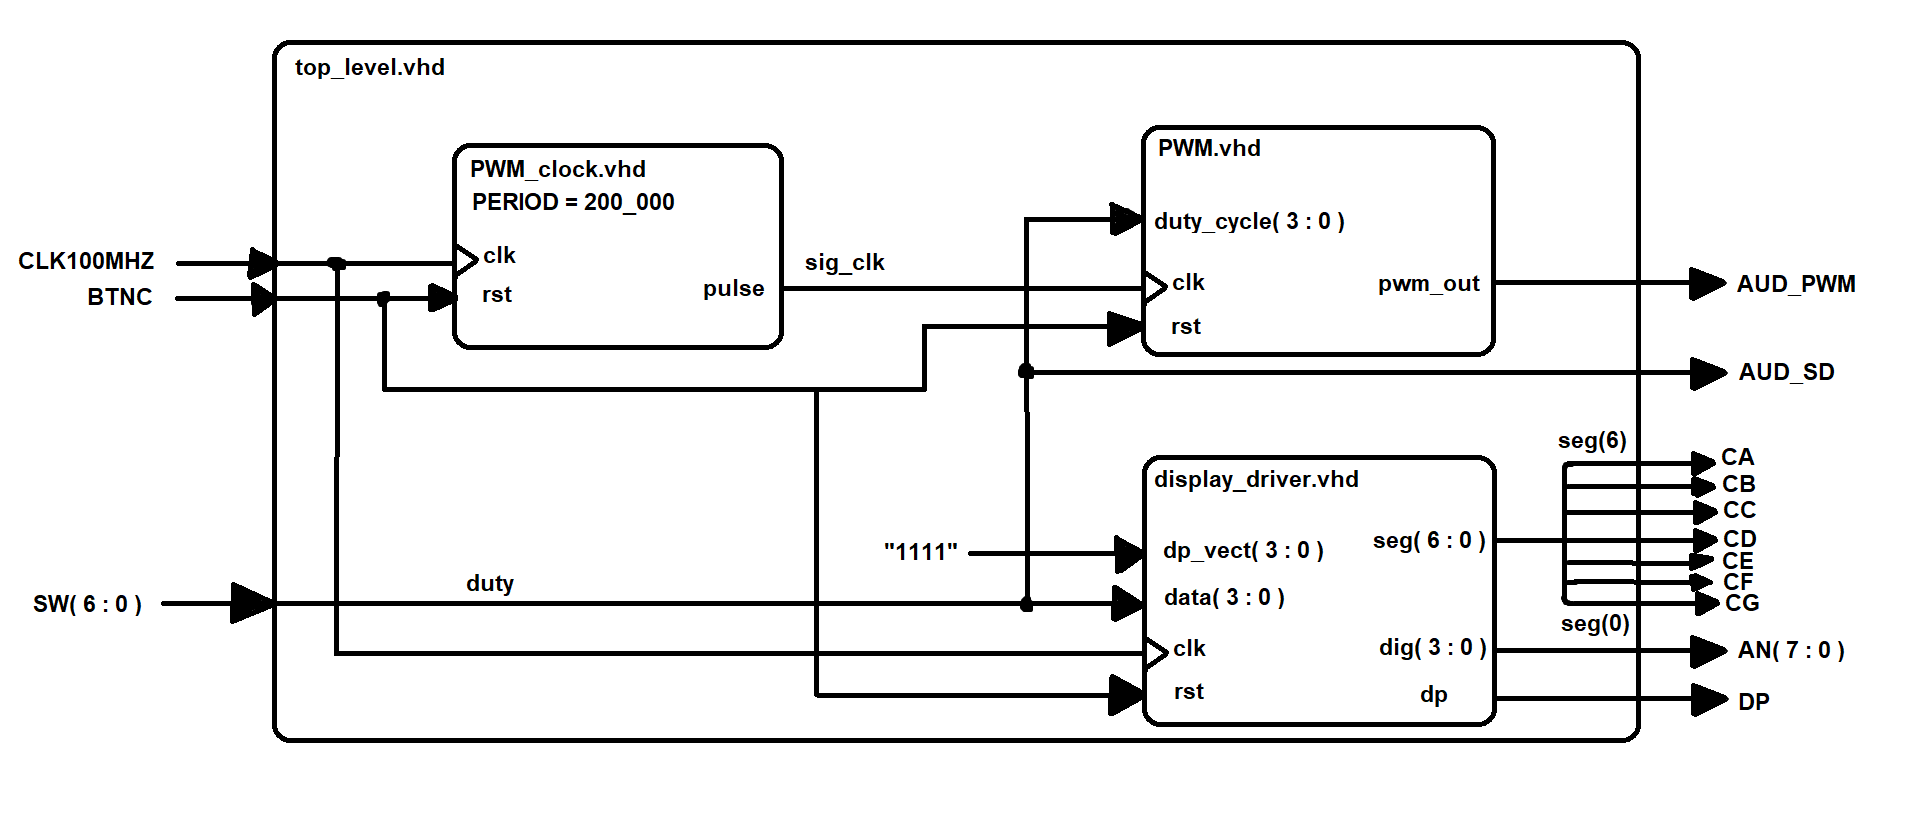 top_level.vhd
PWM_clock.vhd
PERIOD = 200_000
clk
rst
pulse
CLK100MHZ
BTNC
sig_clk
PWM.vhd
duty_cycle( 3 : 0 )
clk
rst
pwm_out
AUD_PWM
AUD_SD
SW( 6 : 0 )
duty
"1111"
display_driver.vhd
dp_vect( 3 : 0 )
data( 3 : 0 )
clk
rst
seg( 6 : 0 )
dig( 3 : 0 )
dp
seg(6)
seg(0)
CA
CB
CC
CD
CE
CF
CG
AN( 7 : 0 )
DP